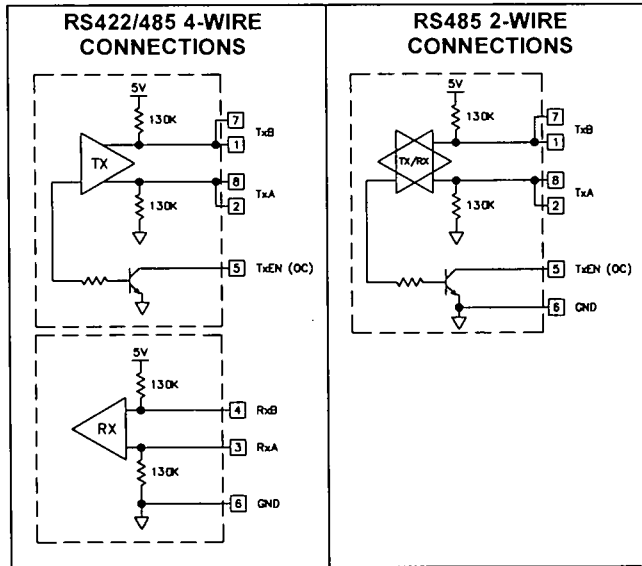 RS422/485 4-WIRE
CONNECTIONS
5V
130K
7
TxB
1
TX
8
TxA
130K
2
5 TxEN (OC)
5V
130K
4 RxB
RX
3 RxA
130K
6 GND
RS485 2-WIRE
CONNECTIONS
5V
130K
7
TxB
1
TX/RX
8
TxA
130K
2
5 TxEN (OC)
6 GND